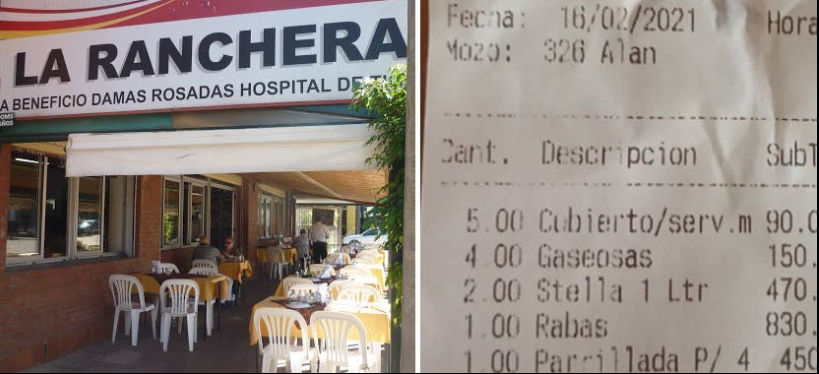 LA RANCHERA
A BENEFICIO DAMAS ROSADAS HOSPITAL DE
Fecha: 16/02/2021 Hora
Mozo: 326 Alan
Cant. Descripcion SubT
5.00 Cubierto/serv.m 90.0
4.00 Gaseosas 150.
2.00 Stella 1 Ltr 470.
1.00 Rabas 830.
1.00 Parrillada P/ 4 450